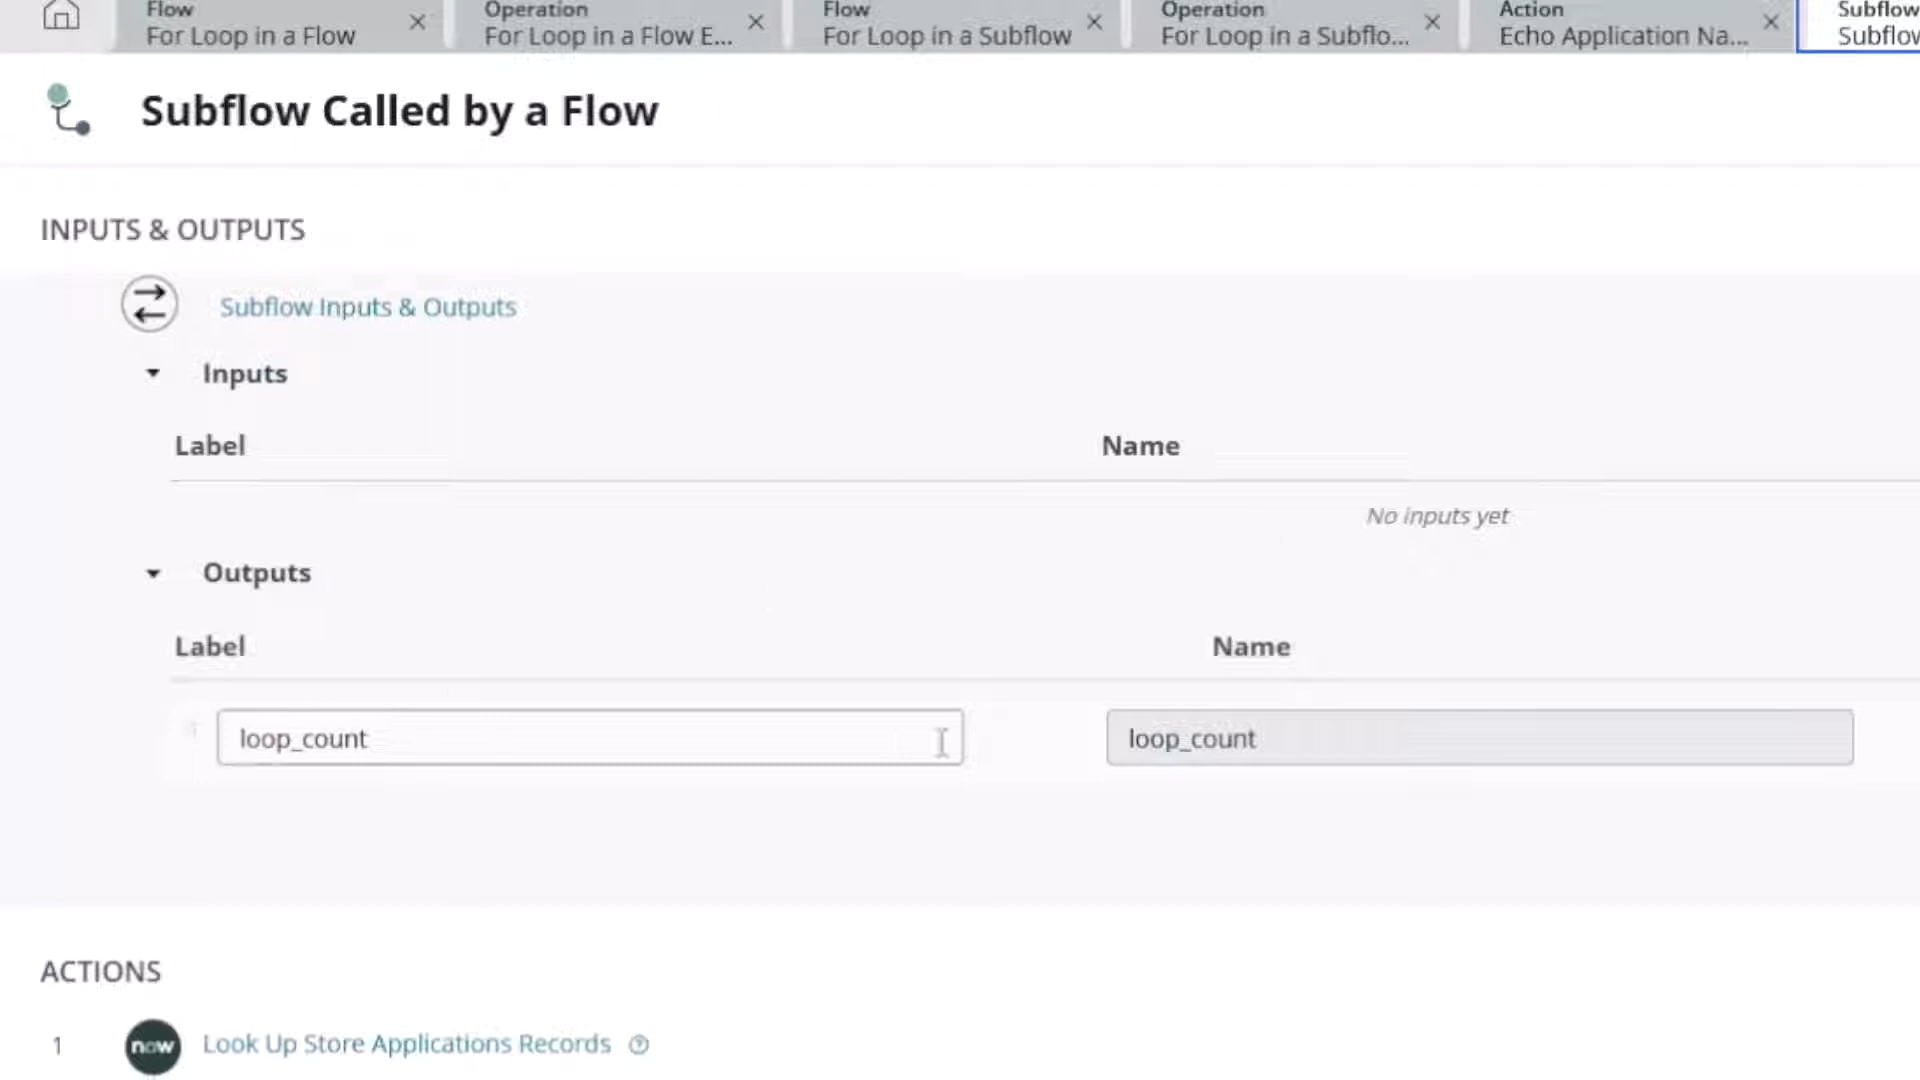 Flow
For Loop in a Flow
Operation
For Loop in a Flow E...
Flow
For Loop in a Subflow
Operation
For Loop in a Subflo...
Action
Echo Application Na...
Subflow
Subflow
Subflow Called by a Flow
INPUTS & OUTPUTS
Subflow Inputs & Outputs
Inputs
Label Name
No inputs yet
Outputs
Label Name
loop_count loop_count
ACTIONS
1 now Look Up Store Applications Records